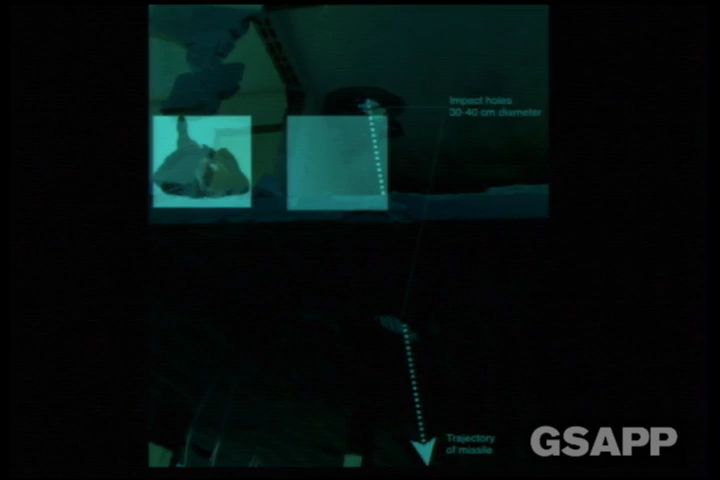 Impact holes
30-40 cm diameter
Trajectory
of missile
GSAPP